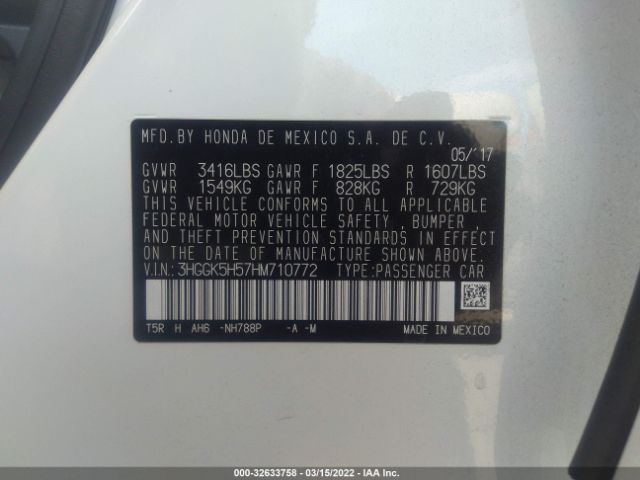 MFD.BY HONDA DE MEXICO S.A. DE C.V.
05/'17
GVWR 3416LBS GAWR F 1825LBS R 1607LBS
GVWR 1549KG GAWR F 828KG R 729KG
THIS VEHICLE CONFORMS TO ALL APPLICABLE
FEDERAL MOTOR VEHICLE SAFETY, BUMPER,
AND THEFT PREVENTION STANDARDS IN EFFECT
ON THE DATE OF MANUFACTURE SHOWN ABOVE.
V.I.N:3HGGK5H57HM710772 TYPE:PASSENGER CAR
T5R H AH6 -NH788P -A -M MADE IN MEXICO
000-32633758 - 03/15/2022 - IAA Inc.